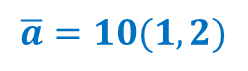 a̅ = 10(1, 2)